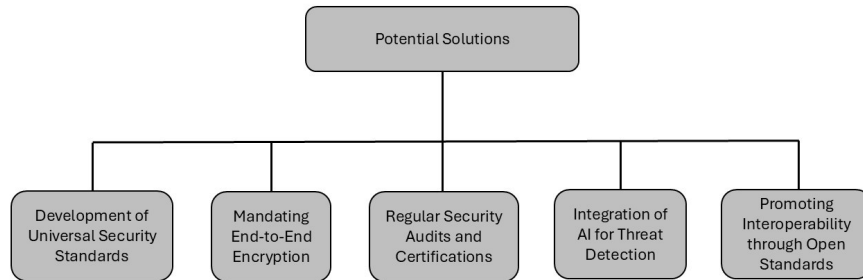 Potential Solutions
Development of
Universal Security
Standards
Mandating
End-to-End
Encryption
Regular Security
Audits and
Certifications
Integration of
AI for Threat
Detection
Promoting
Interoperability
through Open
Standards